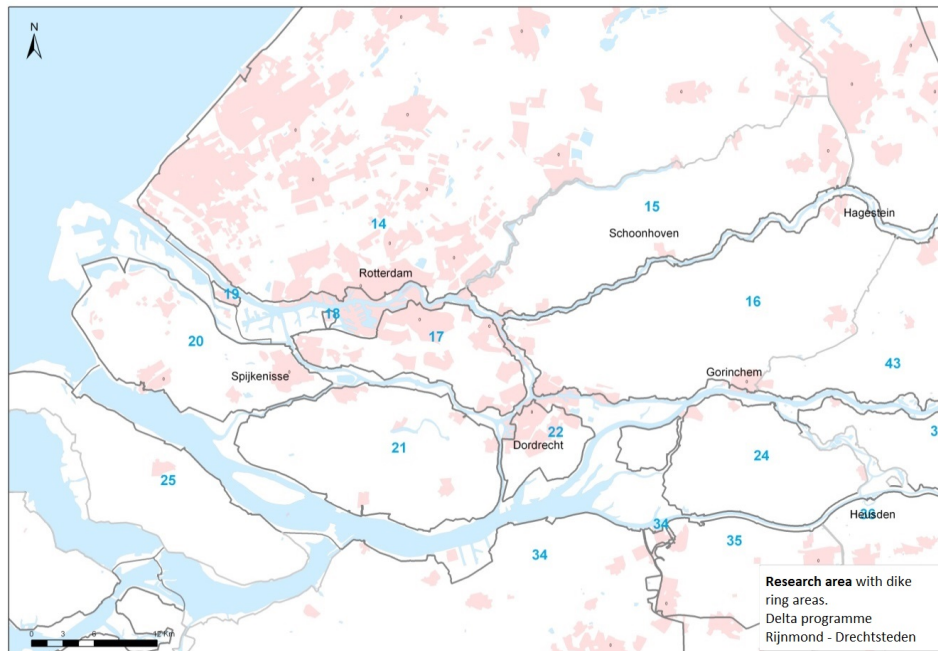 N
14
15
Schoonhoven
Hagestein
Rotterdam
19
18
16
20
17
43
Spijkenisse
Gorinchem
21
22
Dordrecht
24
25
Heusden
34
34
35
0 3 6 12 Km
Research area with dike
ring areas.
Delta programme
Rijnmond - Drechtsteden